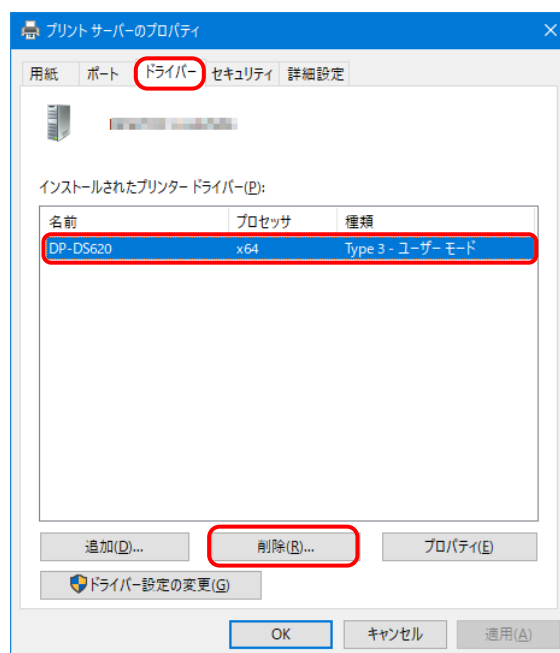 プリント サーバーのプロパティ
用紙 ポート ドライバー セキュリティ 詳細設定
インストールされたプリンター ドライバー(P):
名前 プロセッサ 種類
DP-DS620 x64 Type 3 - ユーザー モード
追加(D)... 削除(R)... プロパティ(E)
ドライバー設定の変更(G)
OK キャンセル 適用(A)